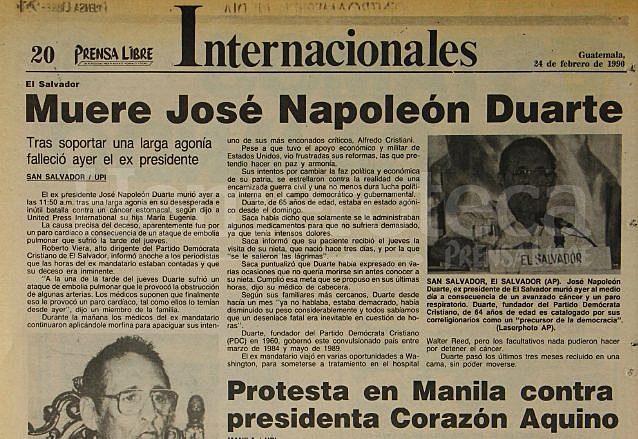 20
PRENSA LIBRE
Internacionales
Guatemala,
24 de febrero de 1990
El Salvador
Muere José Napoleón Duarte
Tras soportar una larga agonía
falleció ayer el ex presidente
SAN SALVADOR / UPI
El ex presidente José Napoleón Duarte murió ayer a
las 11:50 a.m. tras una larga agonía en su desesperada e
inútil batalla contra un cáncer estomacal, según dijo a
United Press International su hija María Eugenia.
La causa precisa del deceso, aparentemente fue por
un paro cardíaco a consecuencia de un ataque de embolia
pulmonar que sufrió la tarde del jueves.
Roberto Viera, alto dirigente del Partido Demócrata
Cristiano de El Salvador, informó anoche a los periodistas
que las horas del ex mandatario estaban contadas y que
su deceso era inminente.
"A la una de la tarde del jueves Duarte sufrió un
ataque de embolia pulmonar que le provocó la obstrucción
de algunas arterias. Los médicos suponen que finalmente
eso le provocó un paro cardíaco, tal como ellos lo temían
desde ayer", dijo un miembro de la familia.
Durante la mañana los médicos del ex mandatario
continuaron aplicándole morfina para apaciguar sus inten-
uno de sus más enconados críticos, Alfredo Cristiani.
Pese a que tuvo el apoyo económico y militar de
Estados Unidos, vio frustradas sus reformas, las que pre-
tendió hacer en paz y armonía.
Sus intentos por cambiar la faz política y económica
de su patria, se estrellaron contra la realidad de una
encarnizada guerra civil y una no menos dura lucha polí-
tica interna en el campo democrático y gubernamental.
Duarte, de 65 años de edad, estaba en estado agóni-
co desde el domingo.
Saca había dicho que solamente se le administraban
algunos medicamentos para que no sufriera demasiado,
ya que tenía intensos dolores.
Saca informó que su paciente recibió el jueves la
visita de su nieta, que nació hace tres días, y por la que
"se le salieron las lágrimas".
Saca puntualizó que Duarte había expresado en varias
ocasiones que no quería morirse sin antes conocer a
su nieta. Cumplió esa meta que se propuso en sus últimas
horas, dijo su médico de cabecera.
Según sus familiares más cercanos, Duarte desde
hacía un mes "ya no hablaba, estaba demacrado, había
disminuido su peso considerablemente y todos sabíamos
que un desenlace fatal era inevitable en cuestión de ho-
ras".
Duarte, fundador del Partido Demócrata Cristiano
(PDC) en 1960, gobernó este convulsionado país entre
marzo de 1984 y mayo de 1989.
El ex mandatario viajó en varias oportunidades a Wa-
shington, para someterse a tratamiento en el hospital
EL SALVADOR
SAN SALVADOR, EL SALVADOR (AP). José Napoleón
Duarte, ex presidente de El Salvador murió ayer al medio
día a consecuencia de un avanzado cáncer y un paro
respiratorio. Duarte, fundador del Partido Demócrata
Cristiano, de 64 años de edad es catalogado por sus
correligionarios como un "precursor de la democracia".
(Laserphoto AP).
Walter Reed, pero los facultativos nada pudieron hacer
por detener el cáncer.
Duarte pasó los últimos tres meses recluido en una
cama, sin poder moverse.
Protesta en Manila contra
presidenta Corazón Aquino
MANILA / UPI